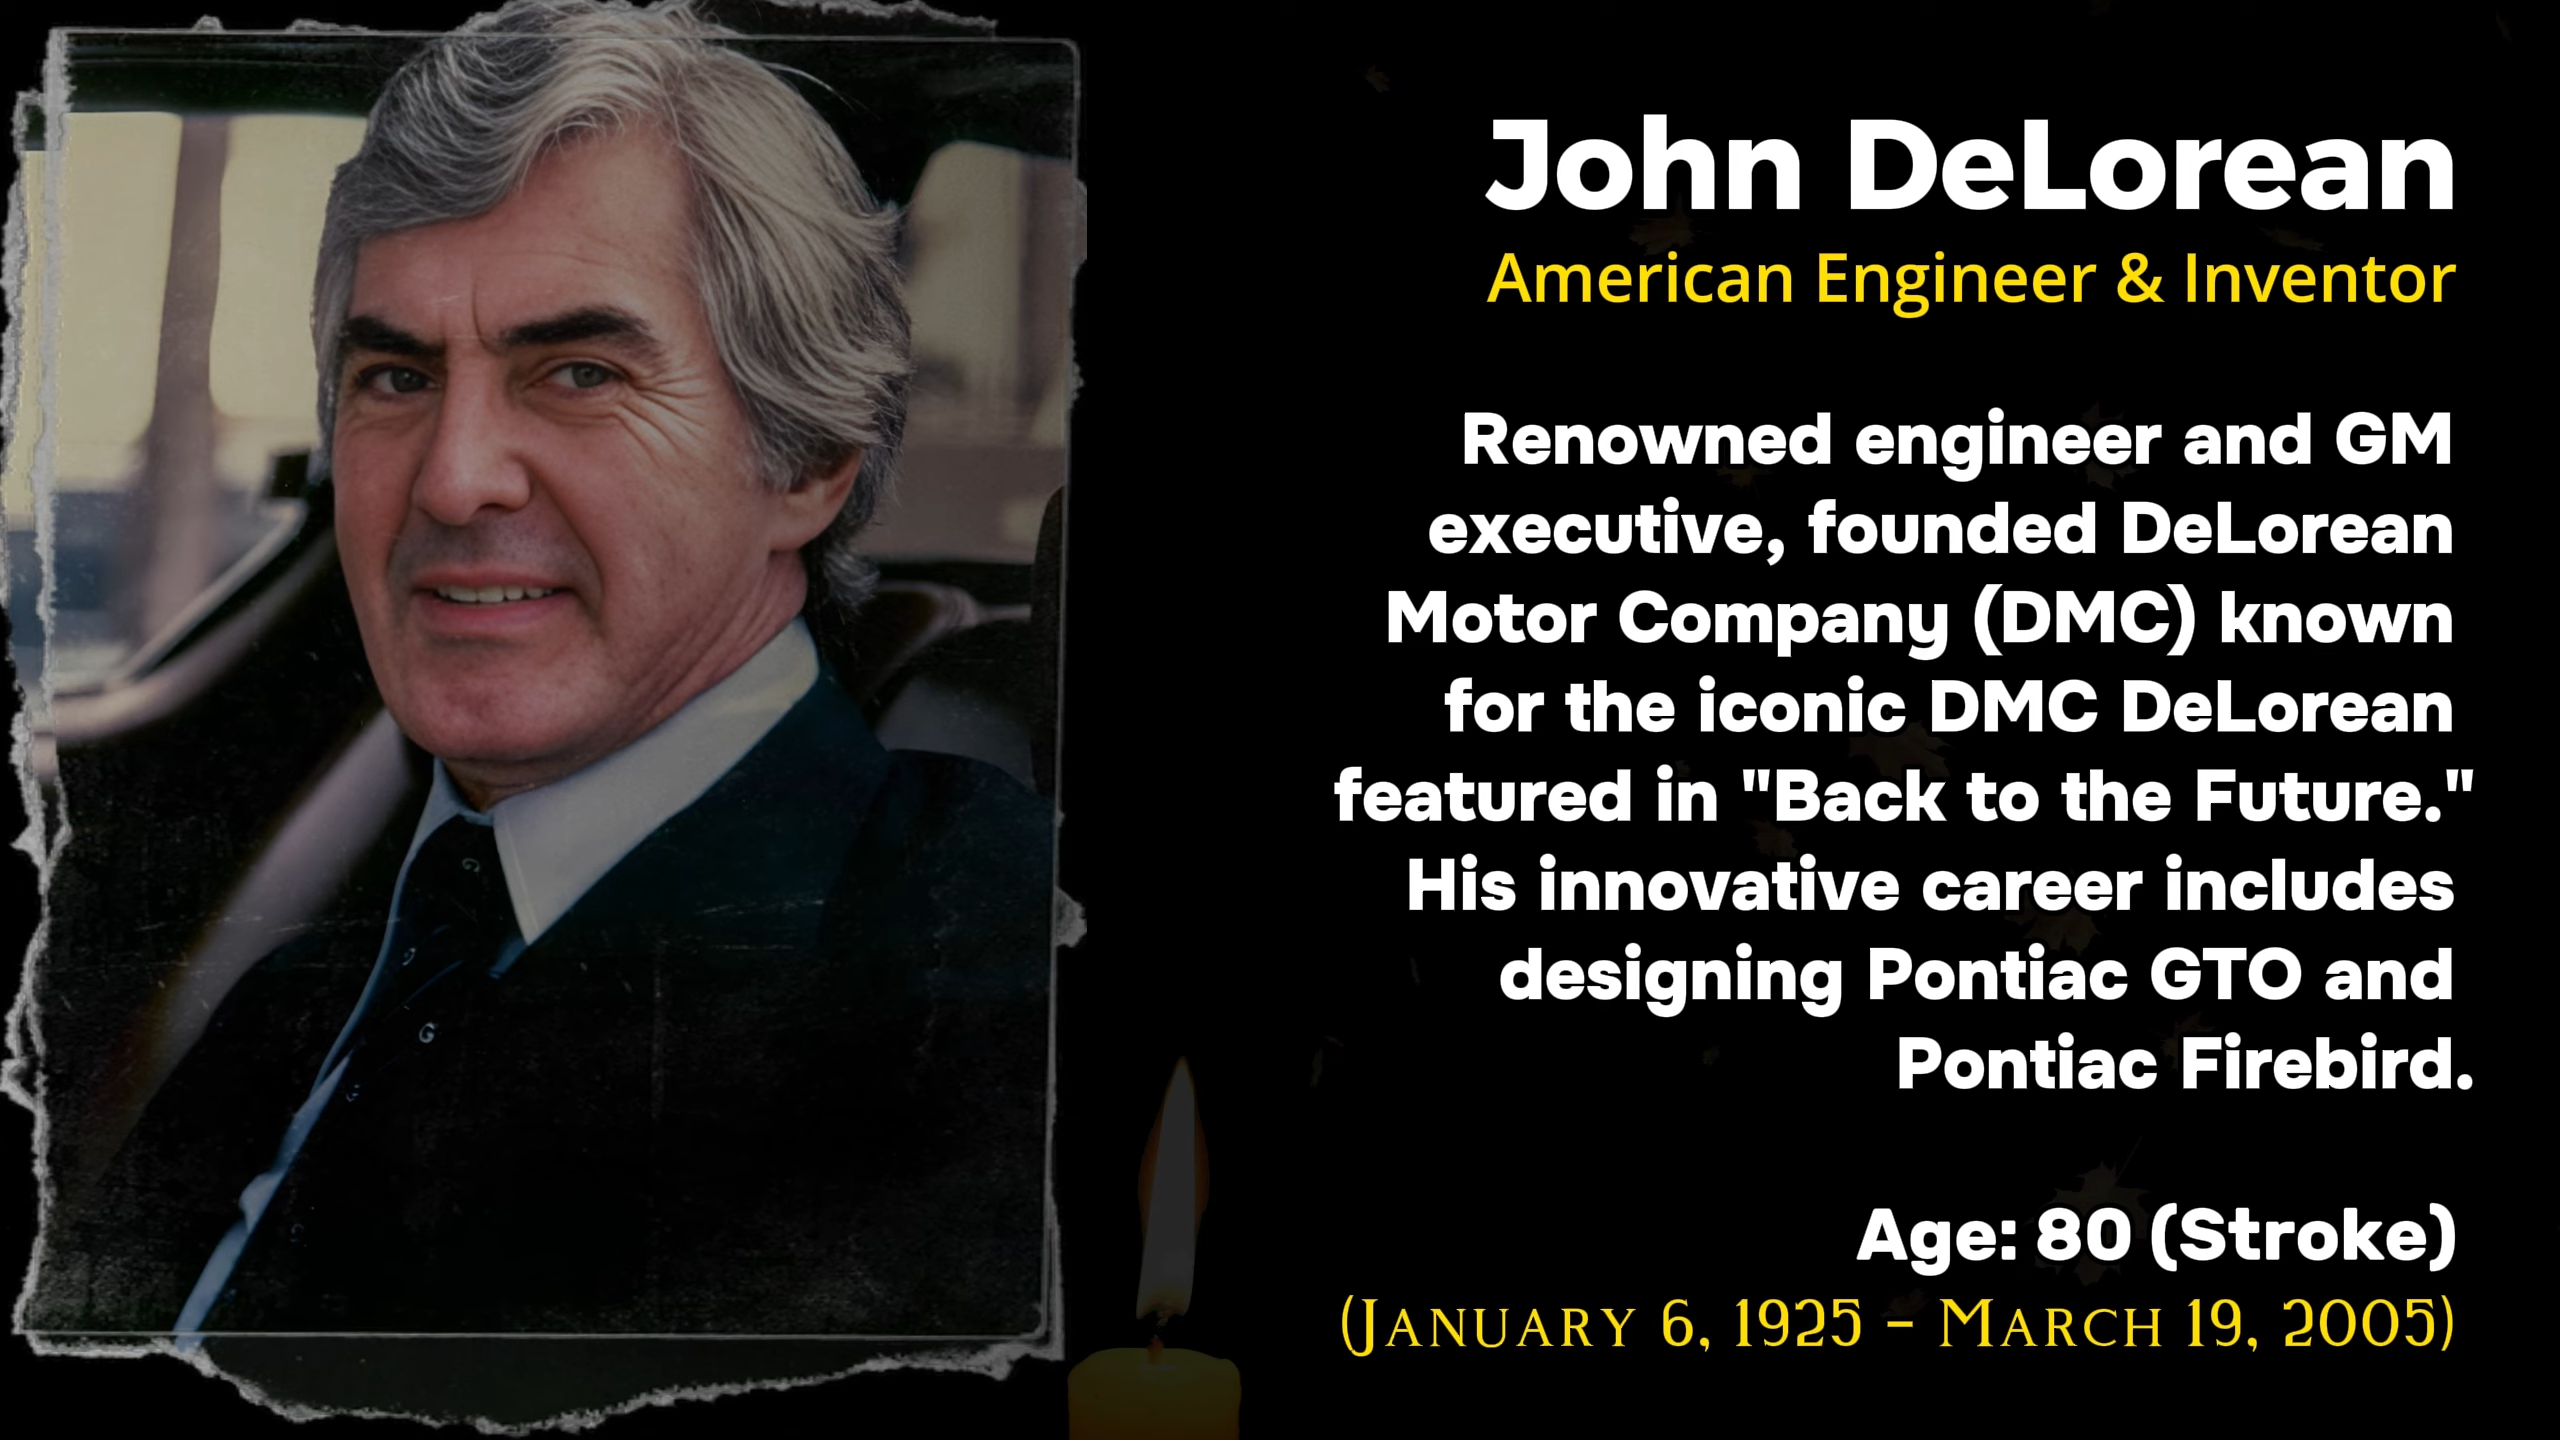 John DeLorean
American Engineer & Inventor
Renowned engineer and GM
executive, founded DeLorean
Motor Company (DMC) known
for the iconic DMC DeLorean
featured in "Back to the Future."
His innovative career includes
designing Pontiac GTO and
Pontiac Firebird.
Age: 80 (Stroke)
(January 6, 1925 – March 19, 2005)